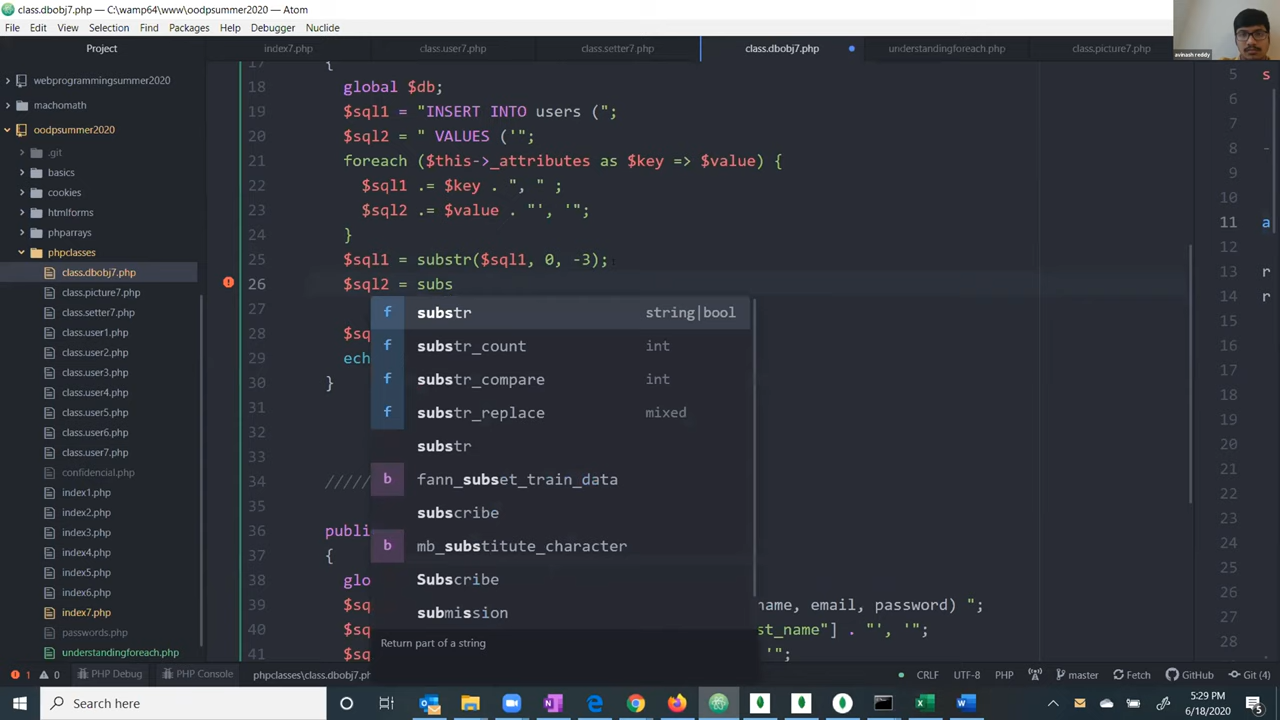 class.dbobj7.php — C:\wamp64\www\oodpsummer2020 — Atom
File Edit View Selection Find Packages Help Debugger Nuclide
avinash reddy
Project
index7.php class.user7.php class.setter7.php class.dbobj7.php understandingforeach.php class.picture7.php
webprogrammingsummer2020
machomath
oodpsummer2020
.git
basics
cookies
htmlforms
phparrays
phpclasses
class.dbobj7.php
class.picture7.php
class.setter7.php
class.user1.php
class.user2.php
class.user3.php
class.user4.php
class.user5.php
class.user6.php
class.user7.php
confidencial.php
index1.php
index2.php
index3.php
index4.php
index5.php
index6.php
index7.php
passwords.php
understandingforeach.php
17 {
18 global $db;
19 $sql1 = "INSERT INTO users (";
20 $sql2 = " VALUES ('";
21 foreach ($this->_attributes as $key => $value) {
22 $sql1 .= $key . ", " ;
23 $sql2 .= $value . "', '";
24 }
25 $sql1 = substr($sql1, 0, -3);
26 $sql2 = subs
27
28 $sq
29 ech
30 }
31
32
33
34 /////
35
36 public
37 {
38 glo
39 $sq name, email, password) ";
40 $sq st_name"] . "', '";
41 $sq '";
substr string|bool
substr_count int
substr_compare int
substr_replace mixed
substr
fann_subset_train_data
subscribe
mb_substitute_character
Subscribe
submission
Return part of a string
5 s
6
7
8 -
9
10
11 a
12
13 r
14 r
15
16
17
18
19
20
21
22
23
24
25
26
27
28
1 0 PHP Debug PHP Console phpclasses\class.dbobj7.ph CRLF UTF-8 PHP master Fetch GitHub Git (4)
Search here
5:29 PM
6/18/2020
5